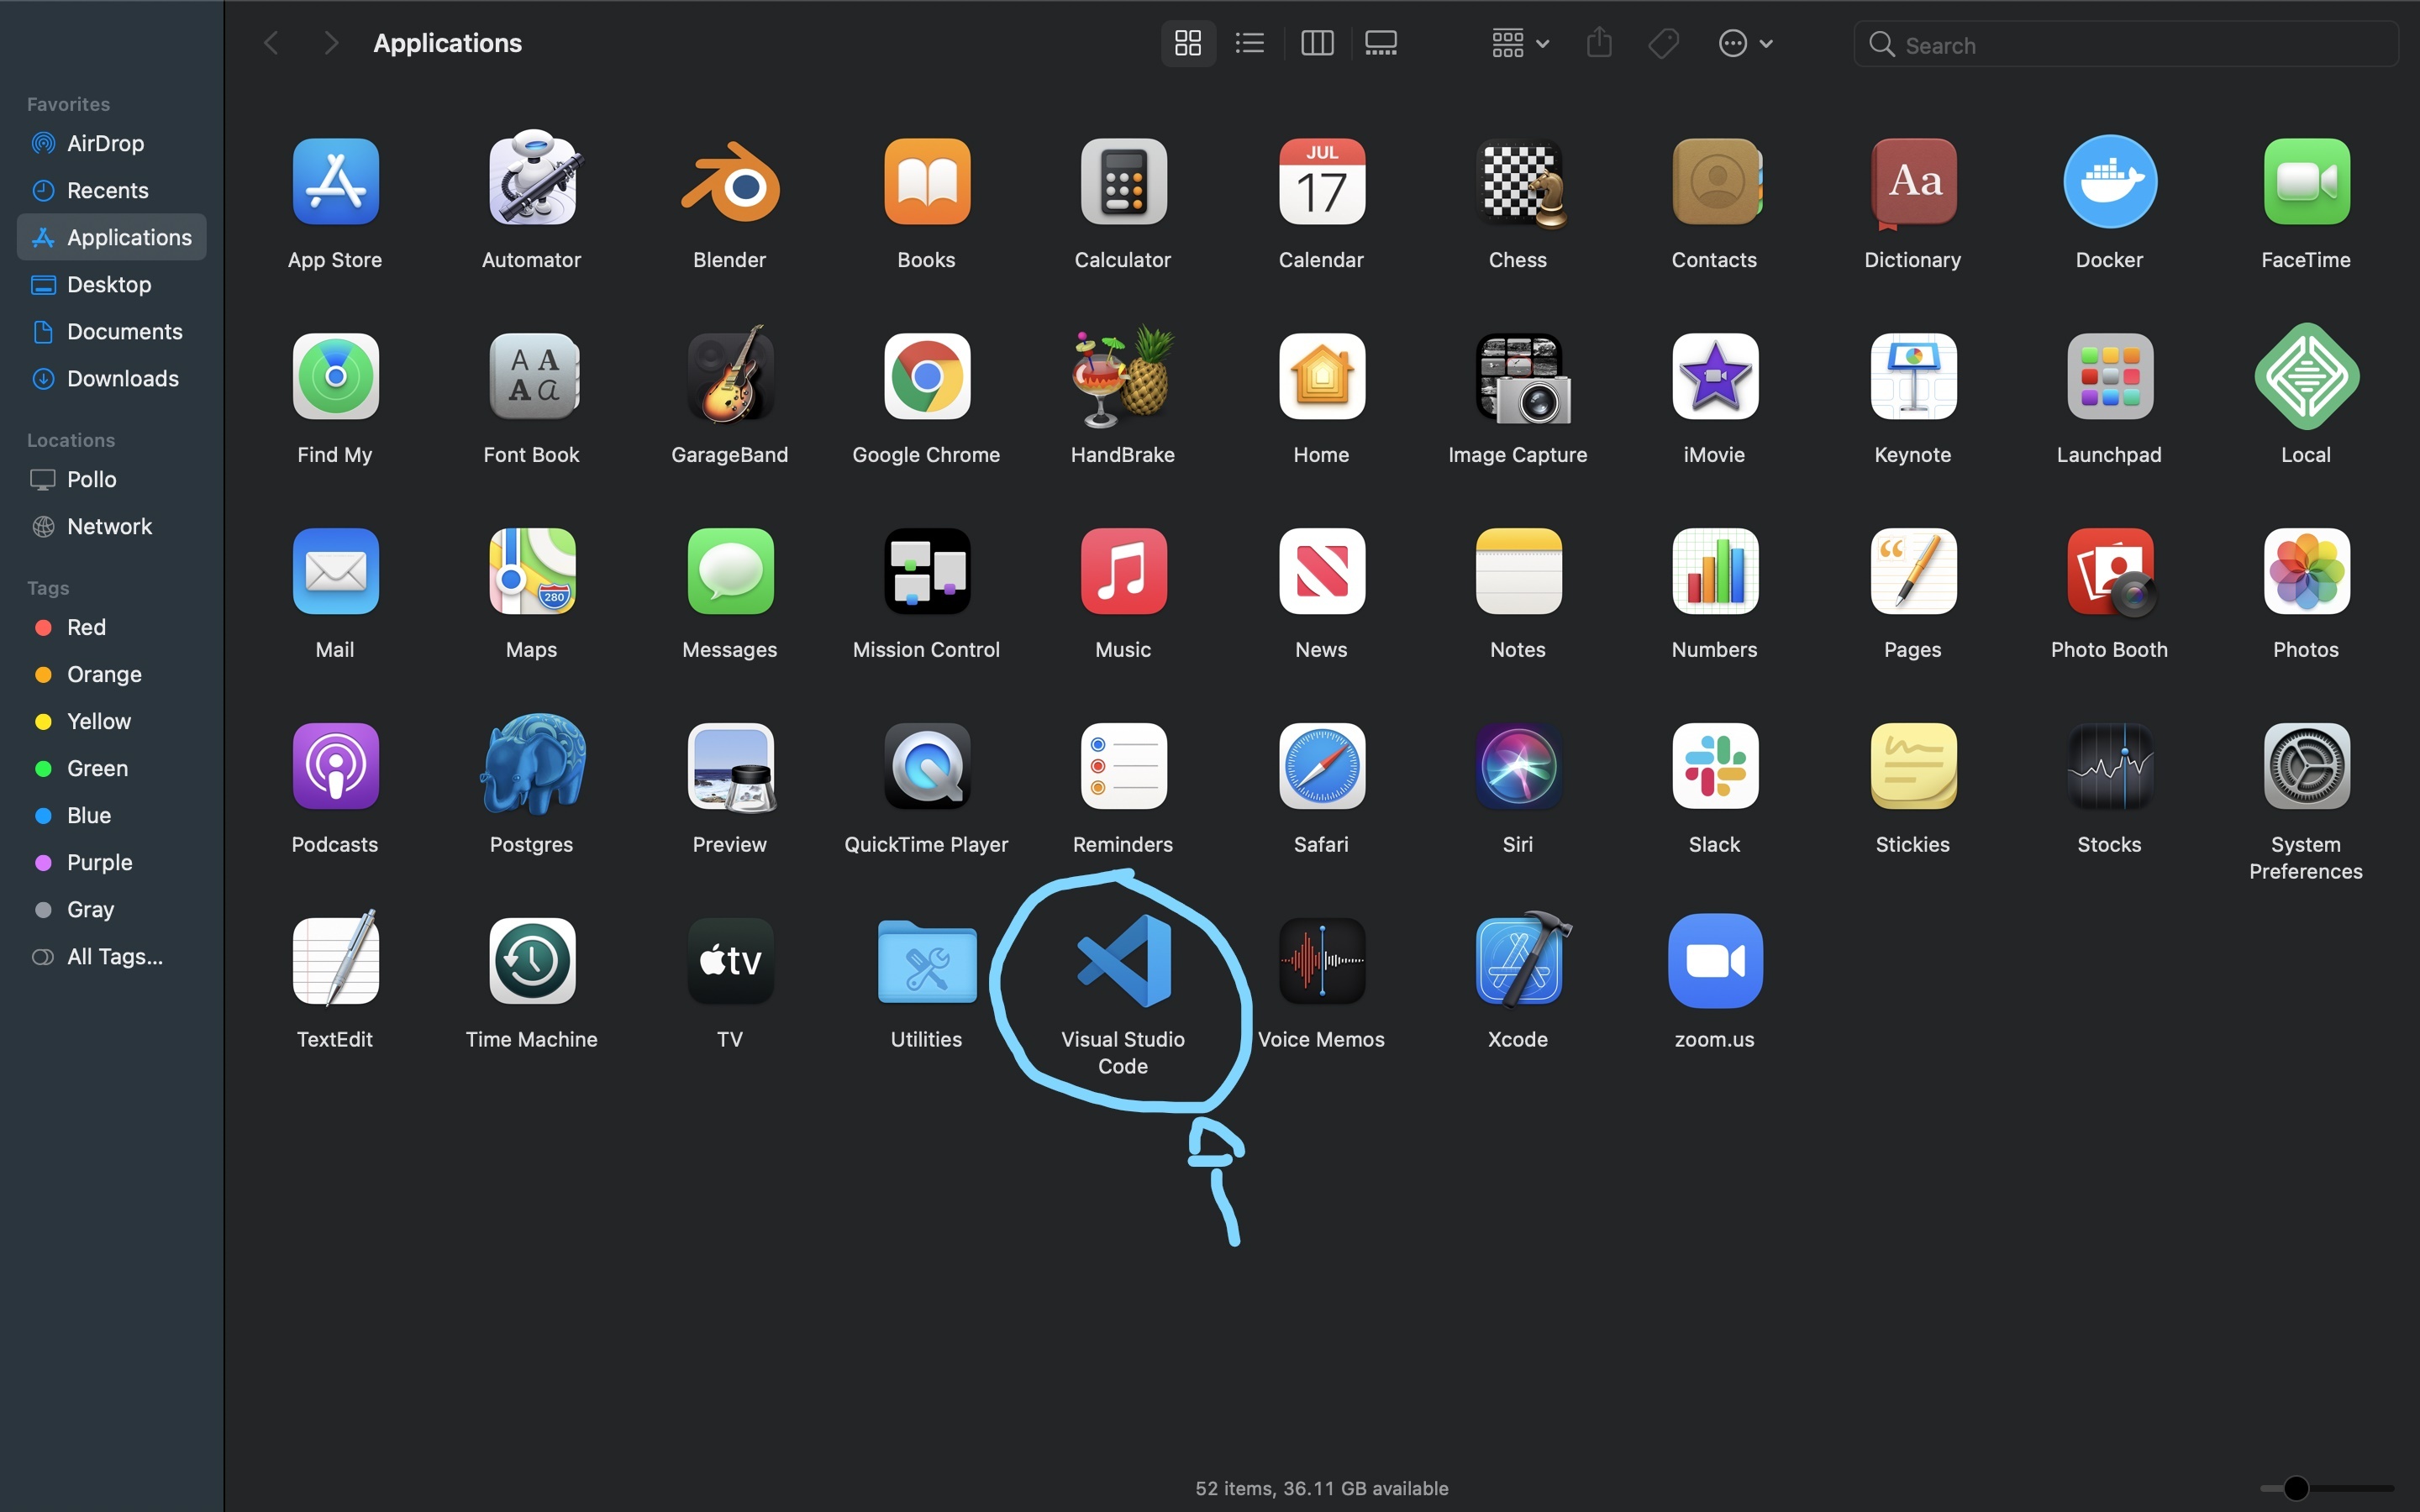 Applications
Search
Favorites
AirDrop
Recents
Applications
Desktop
Documents
Downloads
Locations
Pollo
Network
Tags
Red
Orange
Yellow
Green
Blue
Purple
Gray
All Tags...
JUL
17
Aa
App Store
Automator
Blender
Books
Calculator
Calendar
Chess
Contacts
Dictionary
Docker
FaceTime
A A
A a
Find My
Font Book
GarageBand
Google Chrome
HandBrake
Home
Image Capture
iMovie
Keynote
Launchpad
Local
280
Mail
Maps
Messages
Mission Control
Music
News
Notes
Numbers
Pages
Photo Booth
Photos
Podcasts
Postgres
Preview
QuickTime Player
Reminders
Safari
Siri
Slack
Stickies
Stocks
System
Preferences
tv
TextEdit
Time Machine
TV
Utilities
Visual Studio
Code
Voice Memos
Xcode
zoom.us
52 items, 36.11 GB available